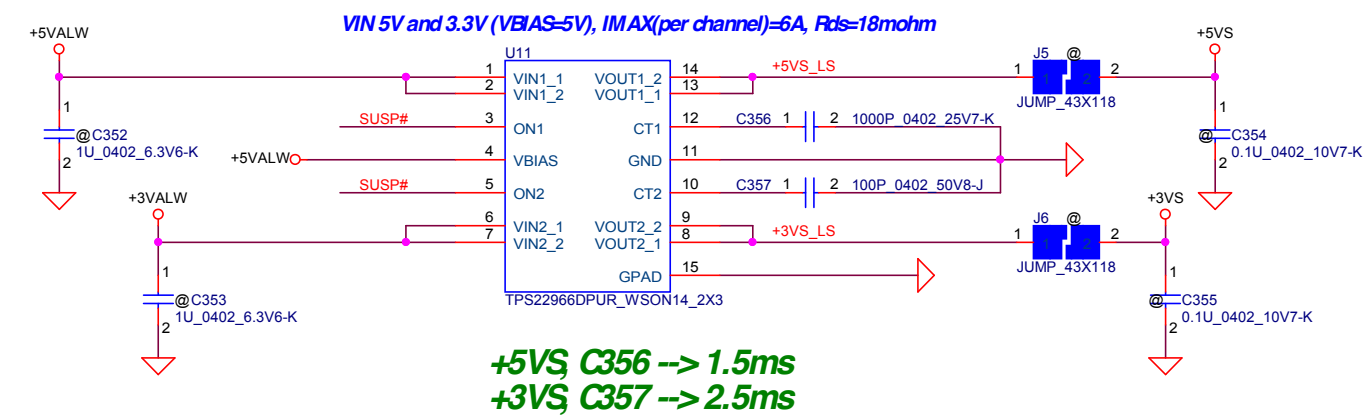 VIN 5V and 3.3V (VBIAS=5V), IMAX(per channel)=6A, Rds=18mohm
+5VALW
U11
J5 @
+5VS
1 VIN1_1 VOUT1_2 14 +5VS_LS 1 1 2 2
2 VIN1_2 VOUT1_1 13
JUMP_43X118
1
@ C352
1U_0402_6.3V6-K
2
SUSP# 3 ON1 CT1 12 C356 1 2 1000P_0402_25V7-K
1
@ C354
0.1U_0402_10V7-K
2
+5VALW 4 VBIAS GND 11
SUSP# 5 ON2 CT2 10 C357 1 2 100P_0402_50V8-J
+3VALW
+3VS
6 VIN2_1 VOUT2_2 9
7 VIN2_2 VOUT2_1 8 +3VS_LS
J6 @
1 1 2 2
JUMP_43X118
GPAD 15
TPS22966DPUR_WSON14_2X3
1
@ C353
1U_0402_6.3V6-K
2
1
@ C355
0.1U_0402_10V7-K
2
+5VS, C356 --> 1.5ms
+3VS, C357 --> 2.5ms